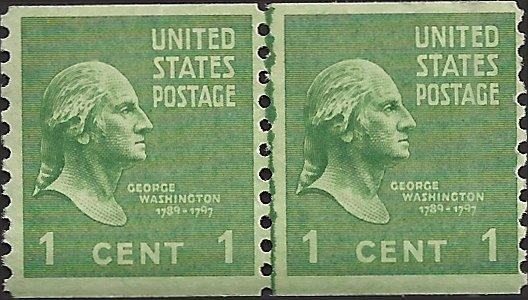 UNITED
STATES
POSTAGE
GEORGE
WASHINGTON
1789-1797
1 CENT 1
UNITED
STATES
POSTAGE
GEORGE
WASHINGTON
1789-1797
1 CENT 1